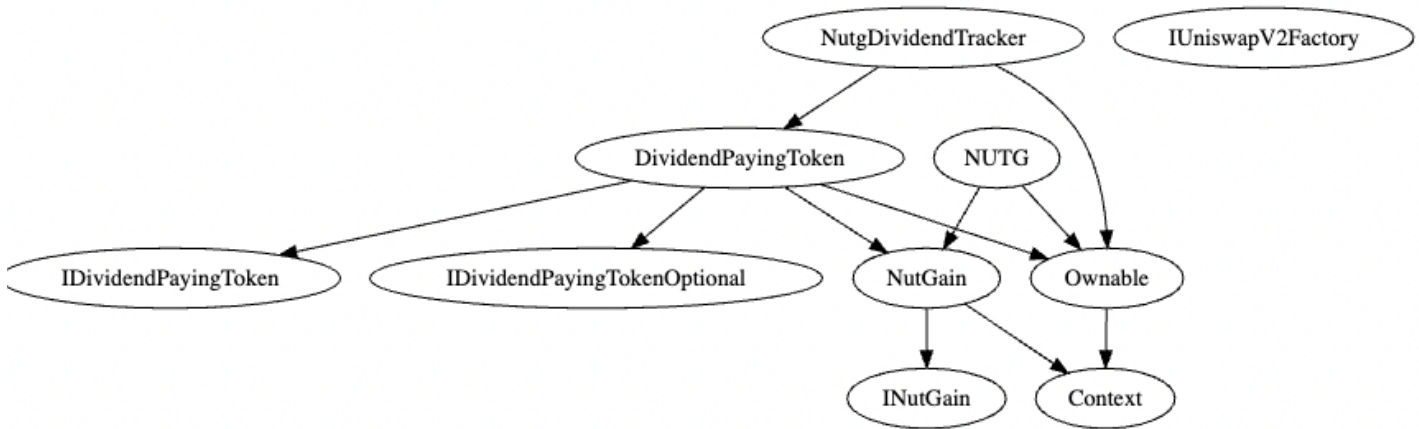 NutgDividendTracker
IUniswapV2Factory
DividendPayingToken
NUTG
IDividendPayingToken
IDividendPayingTokenOptional
NutGain
Ownable
INutGain
Context